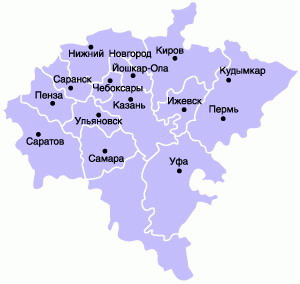 Нижний Новгород
Киров
Йошкар-Ола
Кудымкар
Саранск
Чебоксары
Пенза
Казань
Ижевск
Пермь
Ульяновск
Саратов
Самара
Уфа